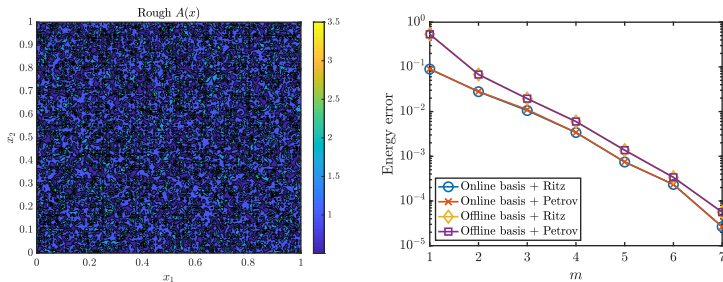 Rough A(x)
1
0.9
0.8
0.7
0.6
0.5
0.4
0.3
0.2
0.1
0
x₂
0 0.2 0.4 0.6 0.8 1
x₁
3.5
3
2.5
2
1.5
1
Energy error
10⁰
10⁻¹
10⁻²
10⁻³
10⁻⁴
10⁻⁵
Online basis + Ritz
Online basis + Petrov
Offline basis + Ritz
Offline basis + Petrov
1 2 3 4 5 6 7
m